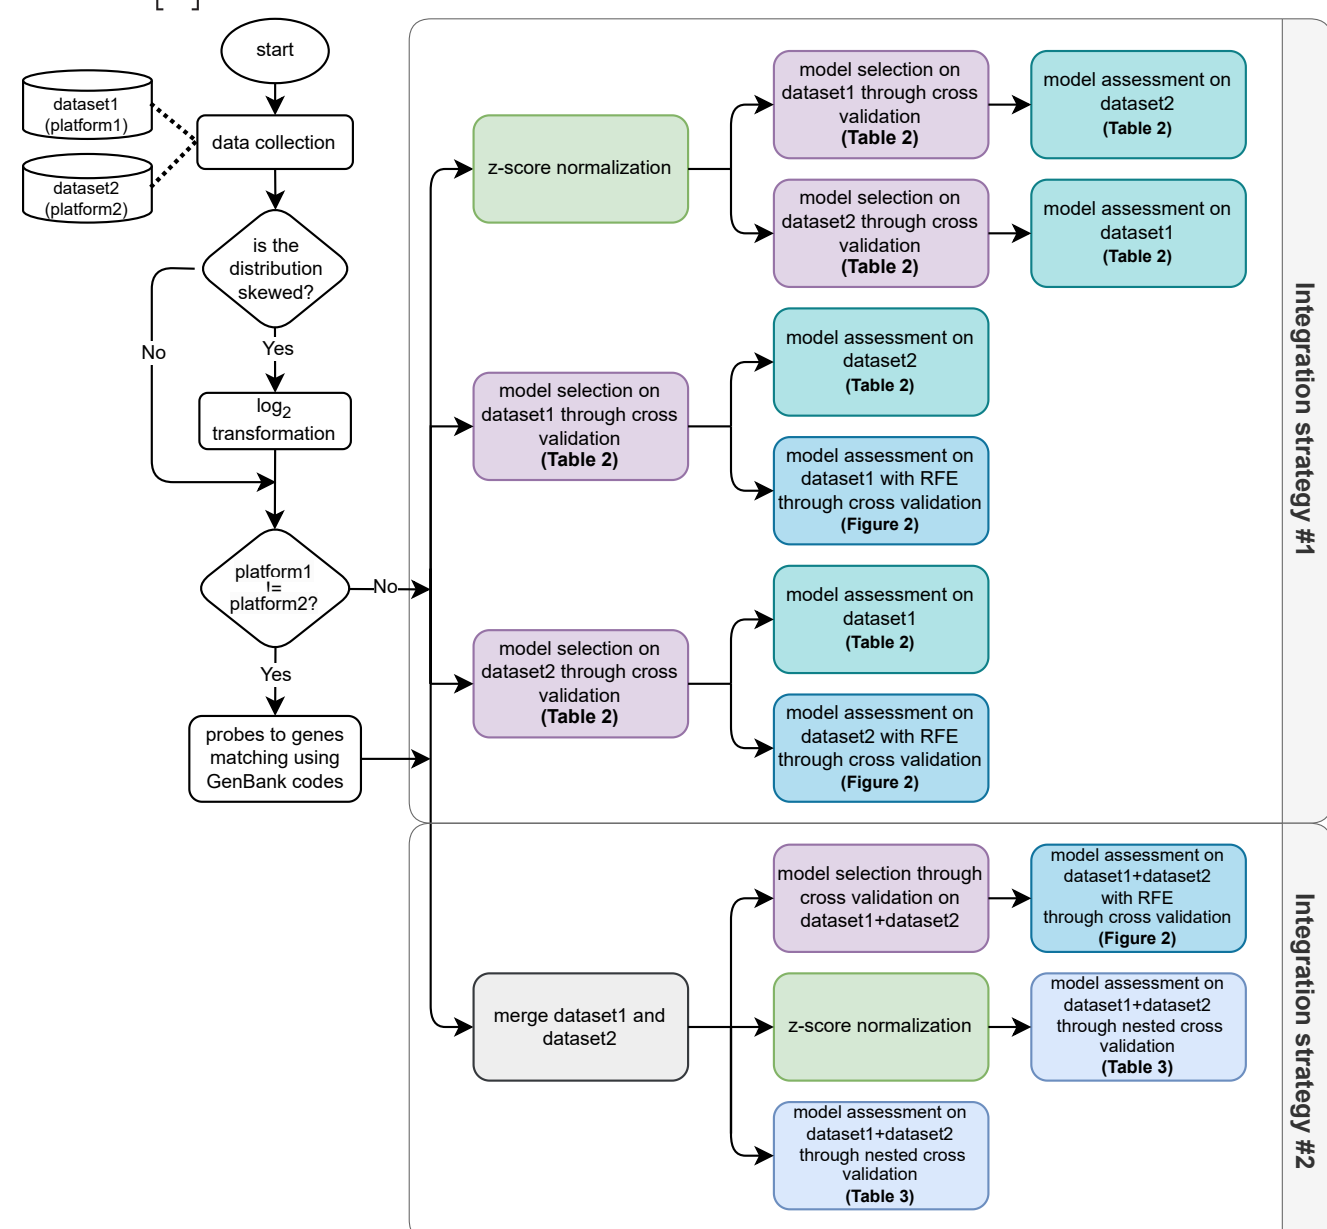 [ ]
start
dataset1
(platform1)
dataset2
(platform2)
data collection
is the
distribution
skewed?
No
Yes
log2
transformation
platform1
!=
platform2?
No
Yes
probes to genes
matching using
GenBank codes
z-score normalization
model selection on
dataset1 through cross
validation
(Table 2)
model assessment on
dataset2
(Table 2)
model selection on
dataset2 through cross
validation
(Table 2)
model assessment on
dataset1
(Table 2)
model selection on
dataset1 through cross
validation
(Table 2)
model assessment on
dataset2
(Table 2)
model assessment on
dataset1 with RFE
through cross validation
(Figure 2)
model selection on
dataset2 through cross
validation
(Table 2)
model assessment on
dataset1
(Table 2)
model assessment on
dataset2 with RFE
through cross validation
(Figure 2)
Integration strategy #1
merge dataset1 and
dataset2
model selection through
cross validation on
dataset1+dataset2
model assessment on
dataset1+dataset2
with RFE
through cross validation
(Figure 2)
z-score normalization
model assessment on
dataset1+dataset2
through nested cross
validation
(Table 3)
model assessment on
dataset1+dataset2
through nested cross
validation
(Table 3)
Integration strategy #2